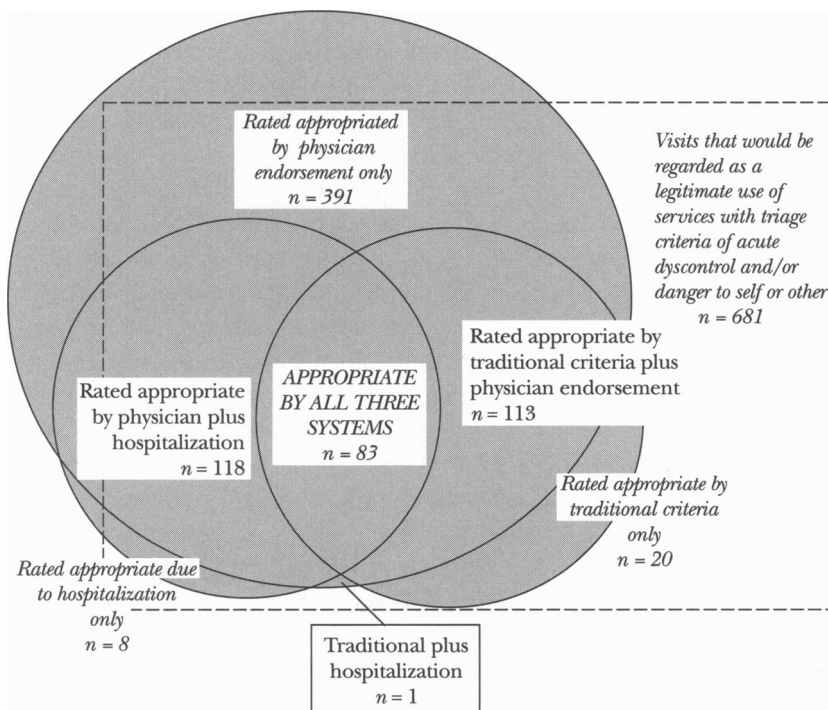 Rated appropriated
by physician
endorsement only
n = 391
Visits that would be
regarded as a
legitimate use of
services with triage
criteria of acute
dyscontrol and/or
danger to self or other
n = 681
Rated appropriate by
traditional criteria plus
physician endorsement
n = 113
APPROPRIATE
BY ALL THREE
SYSTEMS
n = 83
Rated appropriate
by physician plus
hospitalization
n = 118
Rated appropriate by
traditional criteria
only
n = 20
Rated appropriate due
to hospitalization
only
n = 8
Traditional plus
hospitalization
n = 1